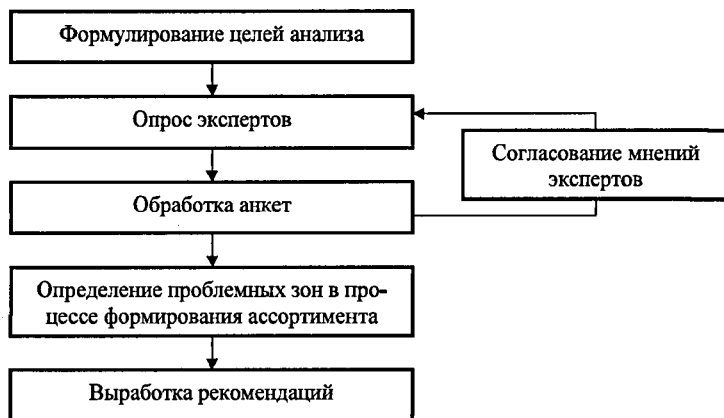 Формулирование целей анализа
Опрос экспертов
Согласование мнений
экспертов
Обработка анкет
Определение проблемных зон в про-
цессе формирования ассортимента
Выработка рекомендаций